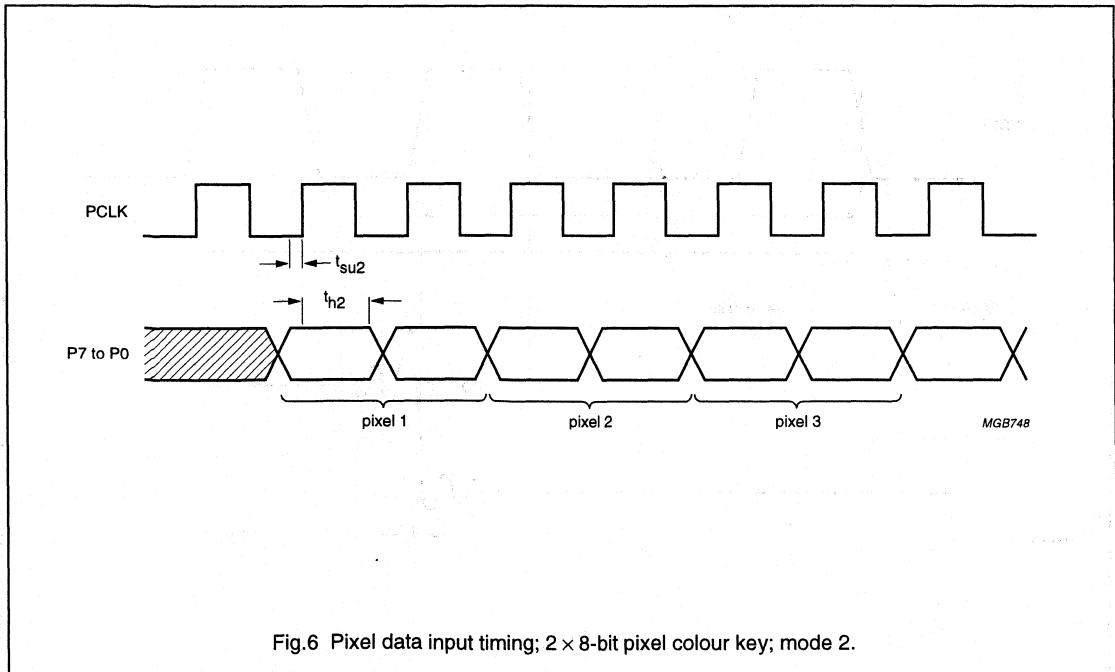 PCLK
tsu2
th2
P7 to P0
pixel 1
pixel 2
pixel 3
MGB748
Fig.6 Pixel data input timing; 2 × 8-bit pixel colour key; mode 2.